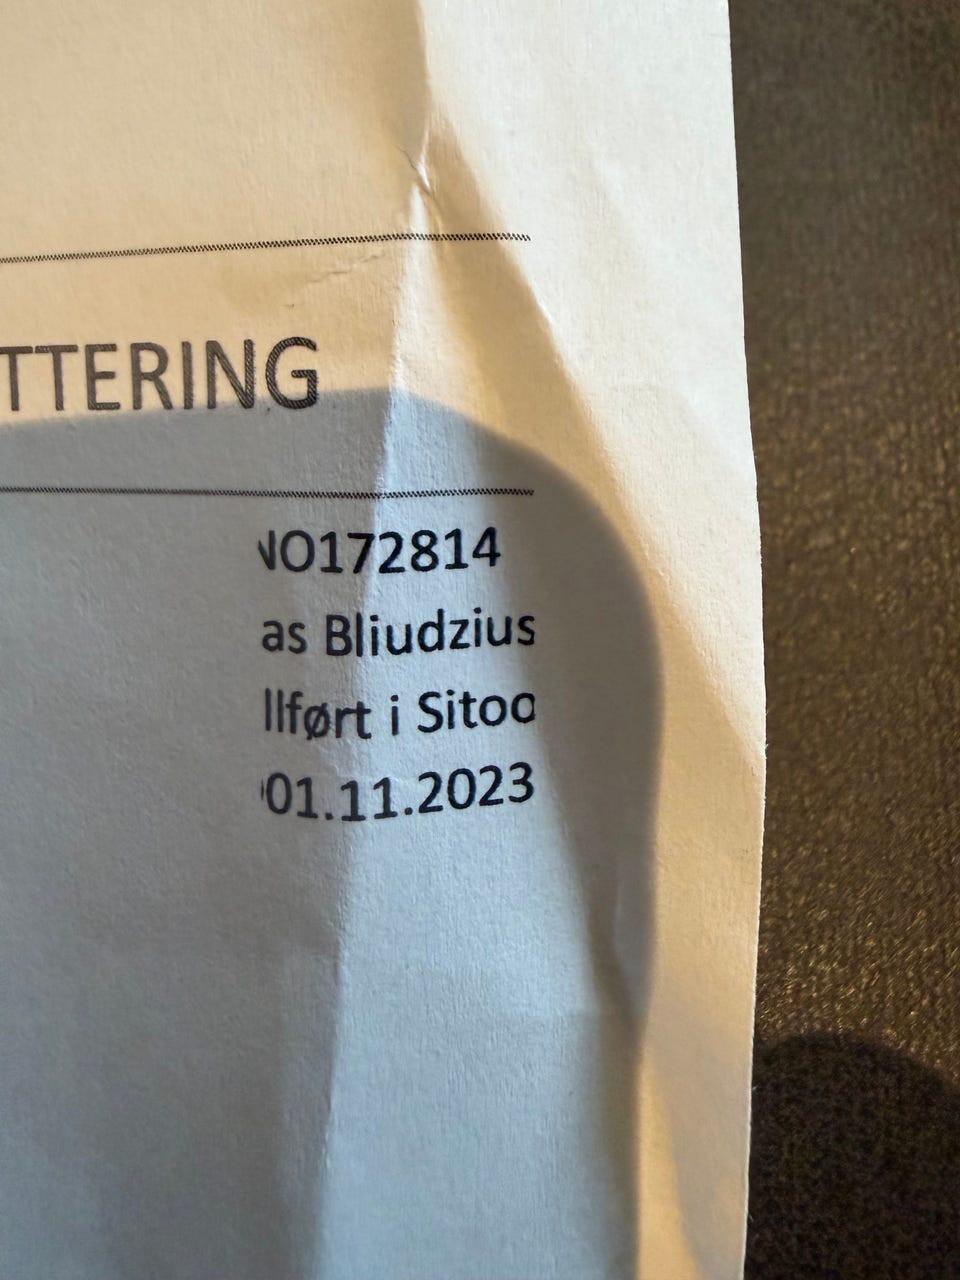 TTERING
NO172814
as Bliudzius
llført i Sitoo
01.11.2023